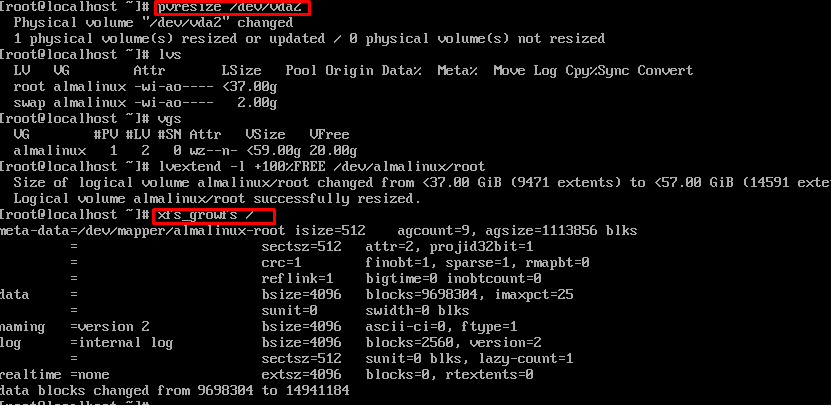 [root@localhost ~]# pvresize /dev/vda2
Physical volume "/dev/vda2" changed
1 physical volume(s) resized or updated / 0 physical volume(s) not resized
[root@localhost ~]# lvs
LV VG Attr LSize Pool Origin Data% Meta% Move Log Cpy%Sync Convert
root almalinux -wi-ao---- <37.00g
swap almalinux -wi-ao---- 2.00g
[root@localhost ~]# vgs
VG #PV #LV #SN Attr VSize VFree
almalinux 1 2 0 wz--n- <59.00g 20.00g
[root@localhost ~]# lvextend -l +100%FREE /dev/almalinux/root
Size of logical volume almalinux/root changed from <37.00 GiB (9471 extents) to <57.00 GiB (14591 exte
Logical volume almalinux/root successfully resized.
[root@localhost ~]# xfs_growfs /
meta-data=/dev/mapper/almalinux-root isize=512 agcount=9, agsize=1113856 blks
= sectsz=512 attr=2, projid32bit=1
= crc=1 finobt=1, sparse=1, rmapbt=0
= reflink=1 bigtime=0 inobtcount=0
data = bsize=4096 blocks=9698304, imaxpct=25
= sunit=0 swidth=0 blks
naming =version 2 bsize=4096 ascii-ci=0, ftype=1
log =internal log bsize=4096 blocks=2560, version=2
= sectsz=512 sunit=0 blks, lazy-count=1
realtime =none extsz=4096 blocks=0, rtextents=0
data blocks changed from 9698304 to 14941184